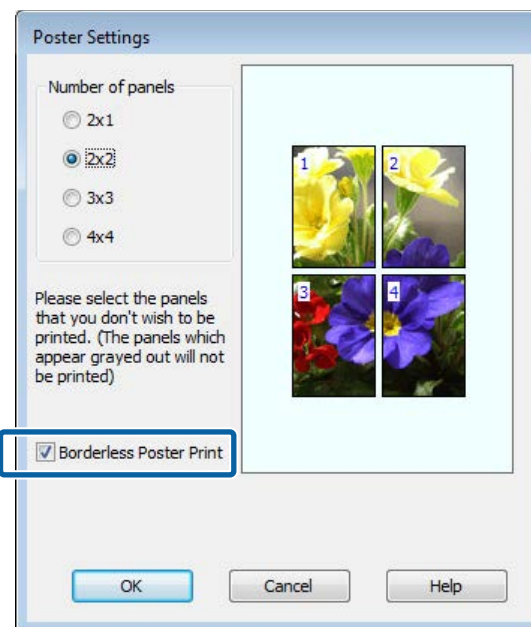 Poster Settings
Number of panels
2x1
2x2
3x3
4x4
1
2
3
4
Please select the panels
that you don't wish to be
printed. (The panels which
appear grayed out will not
be printed)
Borderless Poster Print
OK
Cancel
Help